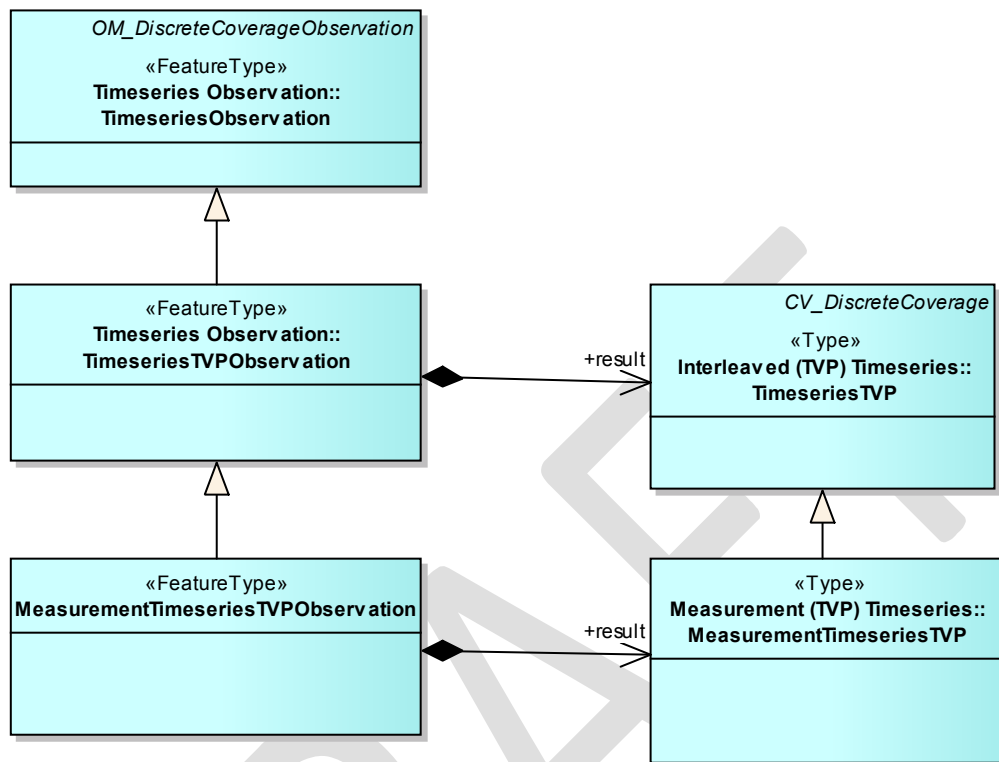 OM_DiscreteCoverageObservation
«FeatureType»
Timeseries Observation::
TimeseriesObservation
«FeatureType»
Timeseries Observation::
TimeseriesTVPObservation
+result
CV_DiscreteCoverage
«Type»
Interleaved (TVP) Timeseries::
TimeseriesTVP
«FeatureType»
MeasurementTimeseriesTVPObservation
+result
«Type»
Measurement (TVP) Timeseries::
MeasurementTimeseriesTVP